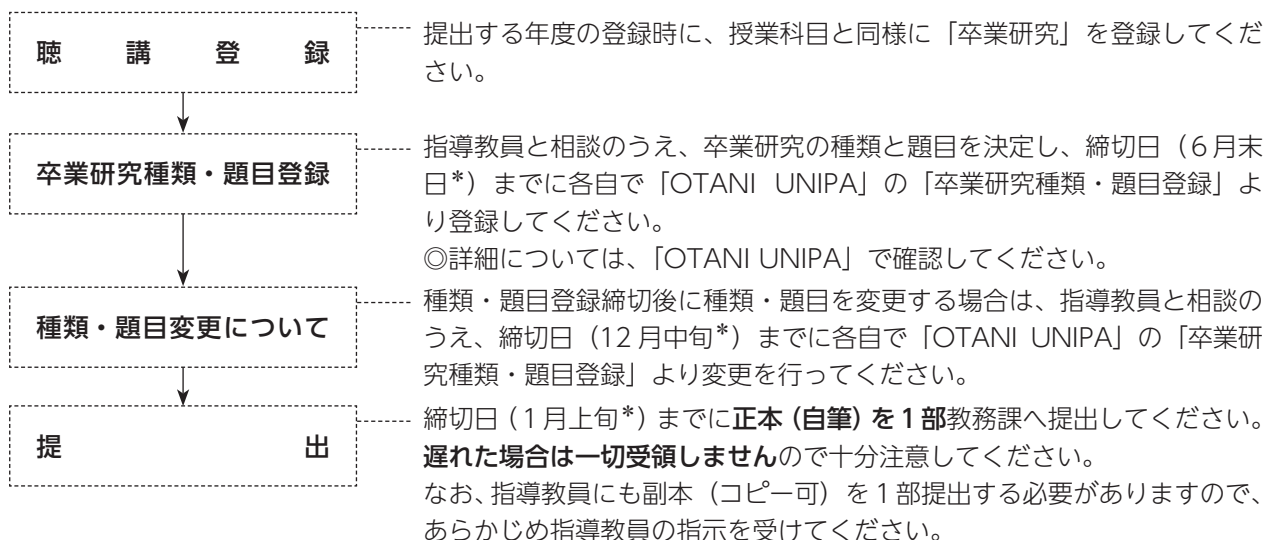 聴講登録
提出する年度の登録時に、授業科目と同様に「卒業研究」を登録してくだ
さい。
卒業研究種類・題目登録
指導教員と相談のうえ、卒業研究の種類と題目を決定し、締切日（6月末
日*）までに各自で「OTANI UNIPA」の「卒業研究種類・題目登録」よ
り登録してください。
◎詳細については、「OTANI UNIPA」で確認してください。
種類・題目変更について
種類・題目登録締切後に種類・題目を変更する場合は、指導教員と相談の
うえ、締切日（12月中旬*）までに各自で「OTANI UNIPA」の「卒業研
究種類・題目登録」より変更を行ってください。
提出
締切日（1月上旬*）までに正本（自筆）を1部教務課へ提出してください。
遅れた場合は一切受領しませんので十分注意してください。
なお、指導教員にも副本（コピー可）を1部提出する必要がありますので、
あらかじめ指導教員の指示を受けてください。